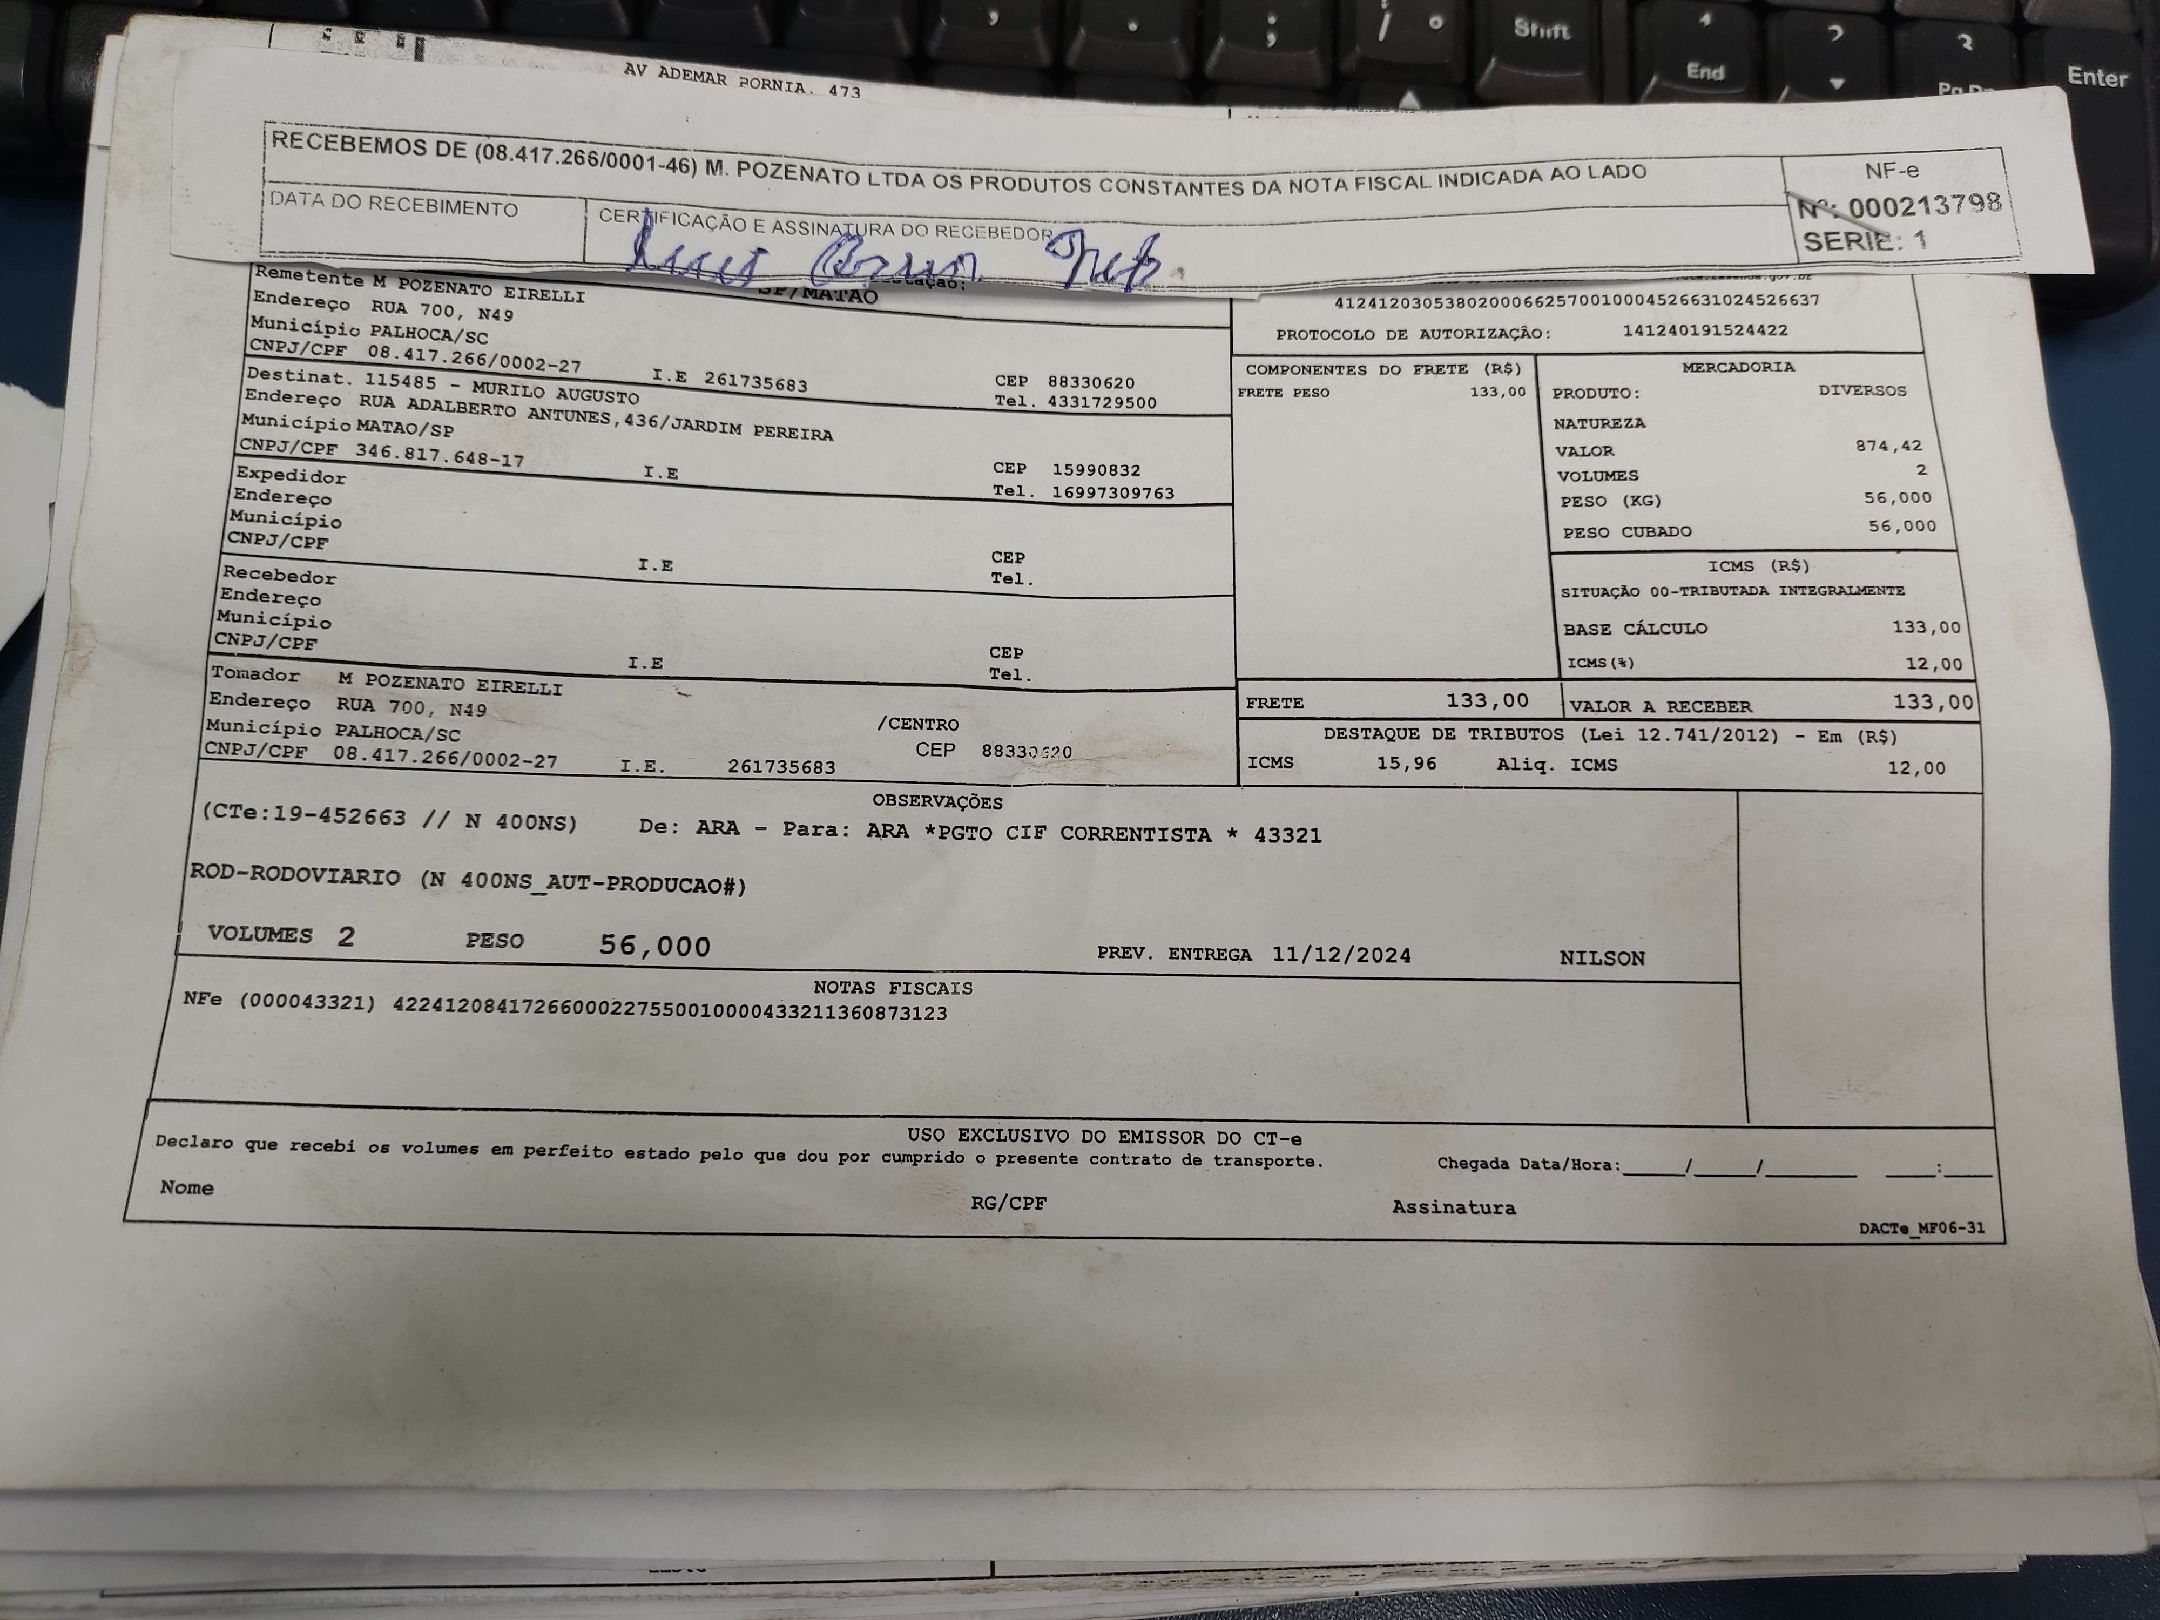 AV ADEMAR PORNIA. 473
RECEBEMOS DE (08.417.266/0001-46) M. POZENATO LTDA OS PRODUTOS CONSTANTES DA NOTA FISCAL INDICADA AO LADO
DATA DO RECEBIMENTO
CERTIFICAÇÃO E ASSINATURA DO RECEBEDOR
NF-e
Nº: 000213798
SERIE: 1
SP/MATAO
Remetente M POZENATO EIRELLI
Endereço RUA 700, N49
Município PALHOCA/SC
CNPJ/CPF 08.417.266/0002-27 I.E 261735683 CEP 88330620
Tel. 4331729500
Destinat. 115485 - MURILO AUGUSTO
Endereço RUA ADALBERTO ANTUNES,436/JARDIM PEREIRA
Município MATAO/SP CEP 15990832
CNPJ/CPF 346.817.648-17 I.E Tel. 16997309763
Expedidor
Endereço
Município CEP
CNPJ/CPF I.E Tel.
Recebedor
Endereço
Município CEP
CNPJ/CPF I.E Tel.
Tomador M POZENATO EIRELLI
Endereço RUA 700, N49 /CENTRO
Município PALHOCA/SC CEP 88330620
CNPJ/CPF 08.417.266/0002-27 I.E. 261735683
41241203053802000662570010004526631024526637
PROTOCOLO DE AUTORIZAÇÃO: 141240191524422
COMPONENTES DO FRETE (R$)
FRETE PESO 133,00
MERCADORIA
PRODUTO: DIVERSOS
NATUREZA
VALOR 874,42
VOLUMES 2
PESO (KG) 56,000
PESO CUBADO 56,000
ICMS (R$)
SITUAÇÃO 00-TRIBUTADA INTEGRALMENTE
BASE CÁLCULO 133,00
ICMS(%) 12,00
FRETE 133,00 VALOR A RECEBER 133,00
DESTAQUE DE TRIBUTOS (Lei 12.741/2012) - Em (R$)
ICMS 15,96 Aliq. ICMS 12,00
OBSERVAÇÕES
(CTe:19-452663 // N 400NS) De: ARA - Para: ARA *PGTO CIF CORRENTISTA * 43321
ROD-RODOVIARIO (N 400NS_AUT-PRODUCAO#)
VOLUMES 2 PESO 56,000 PREV. ENTREGA 11/12/2024 NILSON
NOTAS FISCAIS
NFe (000043321) 42241208417266000227550010000433211360873123
USO EXCLUSIVO DO EMISSOR DO CT-e
Declaro que recebi os volumes em perfeito estado pelo que dou por cumprido o presente contrato de transporte. Chegada Data/Hora:____/____/____ ___:___
Nome RG/CPF Assinatura
DACTe_MF06-31
Shift
End
Enter